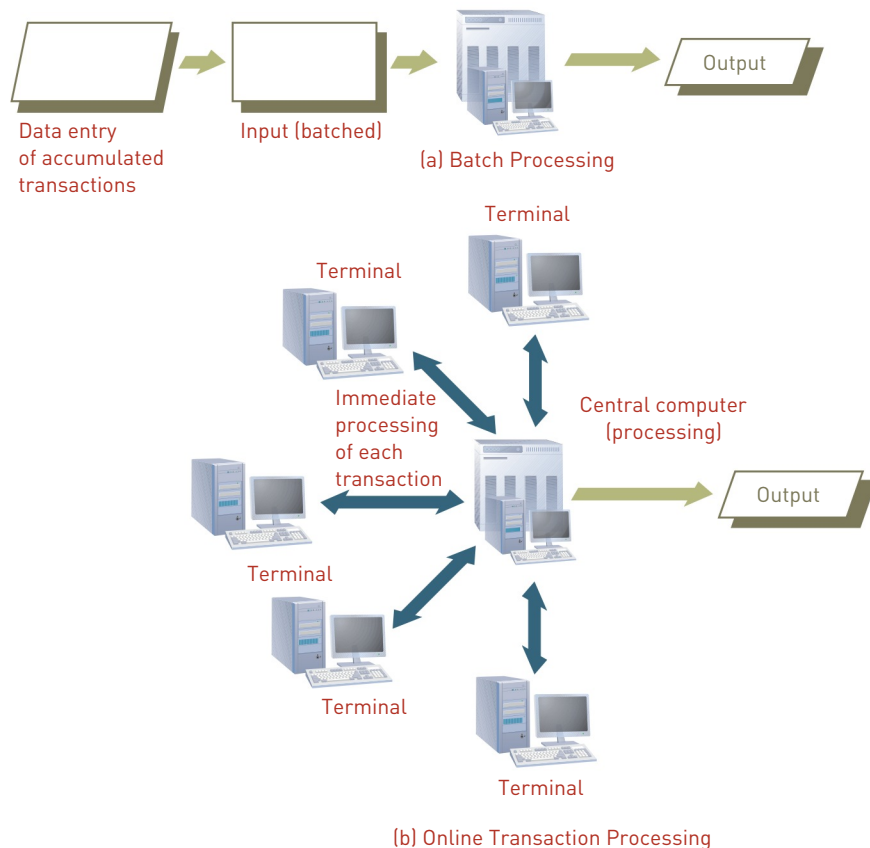 Output
Data entry
of accumulated
transactions
Input (batched)
(a) Batch Processing
Terminal
Terminal
Immediate
processing
of each
transaction
Central computer
(processing)
Output
Terminal
Terminal
Terminal
(b) Online Transaction Processing